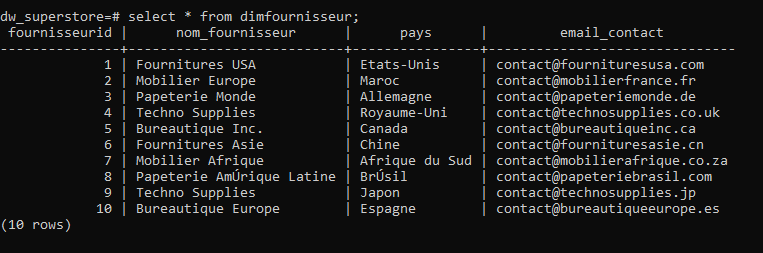 dw_superstore=# select * from dimfournisseur;
 fournisseurid |     nom_fournisseur      |      pays      |         email_contact
---------------+--------------------------+----------------+-------------------------------
             1 | Fournitures USA          | Etats-Unis     | contact@fournituresusa.com
             2 | Mobilier Europe          | Maroc          | contact@mobilierfrance.fr
             3 | Papeterie Monde          | Allemagne      | contact@papeteriemonde.de
             4 | Techno Supplies          | Royaume-Uni    | contact@technosupplies.co.uk
             5 | Bureautique Inc.         | Canada         | contact@bureautiqueinc.ca
             6 | Fournitures Asie         | Chine          | contact@fournituresasie.cn
             7 | Mobilier Afrique         | Afrique du Sud | contact@mobilierafrique.co.za
             8 | Papeterie AmÚrique Latine | BrÚsil         | contact@papeteriebrasil.com
             9 | Techno Supplies          | Japon          | contact@technosupplies.jp
            10 | Bureautique Europe       | Espagne        | contact@bureautiqueeurope.es
(10 rows)